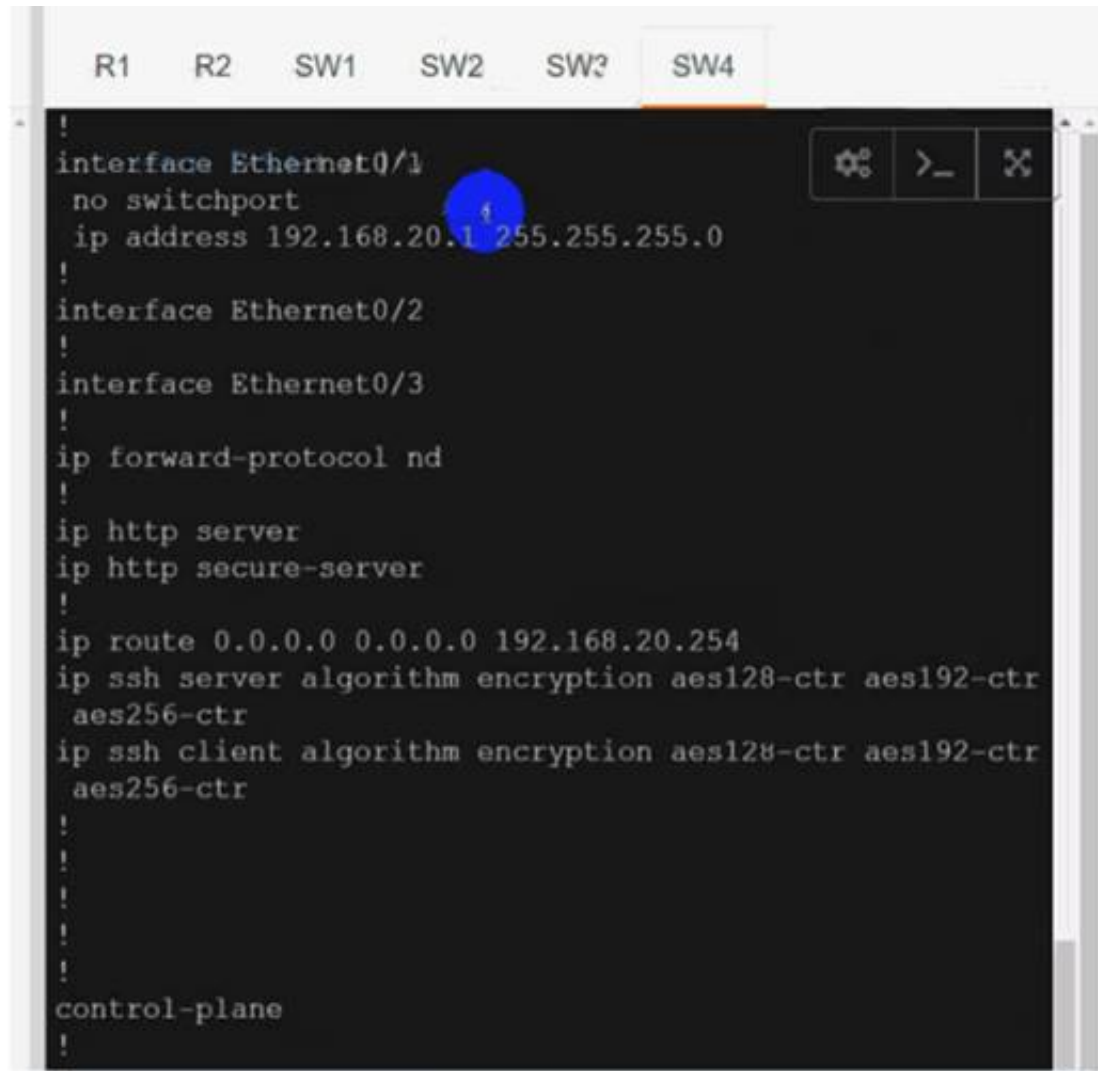 R1 R2 SW1 SW2 SW3 SW4
!
interface Ethernet0/1
 no switchport
 ip address 192.168.20.1 255.255.255.0
!
interface Ethernet0/2
!
interface Ethernet0/3
!
ip forward-protocol nd
!
ip http server
ip http secure-server
!
ip route 0.0.0.0 0.0.0.0 192.168.20.254
ip ssh server algorithm encryption aes128-ctr aes192-ctr
 aes256-ctr
ip ssh client algorithm encryption aes128-ctr aes192-ctr
 aes256-ctr
!
!
!
!
!
control-plane
!